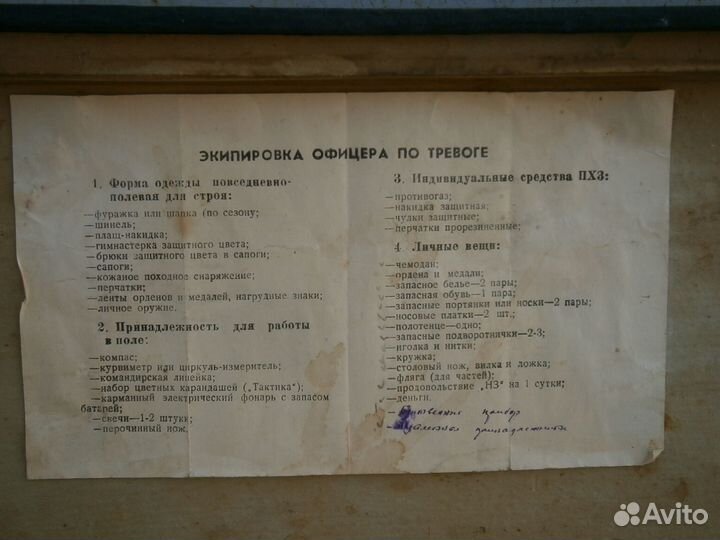 ЭКИПИРОВКА ОФИЦЕРА ПО ТРЕВОГЕ
1. Форма одежды повседневно-
полевая для строя:
—фуражка или шапка (по сезону;
—шинель;
—плащ-накидка;
—гимнастерка защитного цвета;
—брюки защитного цвета в сапоги;
—сапоги;
—кожаное походное снаряжение;
—перчатки;
—ленты орденов и медалей, нагрудные знаки;
—личное оружие.
2. Принадлежность для работы
в поле:
—компас;
—курвиметр или циркуль-измеритель;
—командирская линейка;
—набор цветных карандашей („Тактика");
—карманный электрический фонарь с запасом
батарей;
—свечи—1-2 штуки;
—перочинный нож.
3. Индивидуальные средства ПХЗ:
—противогаз;
—накидка защитная;
—чулки защитные;
—перчатки прорезиненные;
4. Личные вещи:
—чемодан;
—ордена и медали;
—запасное белье—2 пары;
—запасная обувь—1 пара;
—запасные портянки или носки—2 пары;
—носовые платки—2 шт.;
—полотенце—одно;
—запасные подворотнички—2-3;
—иголка и нитки;
—кружка;
—столовый нож, вилка и ложка;
—фляга (для частей);
—продовольствие „НЗ" на 1 сутки;
—деньги.
— прибор
— принадлежности
Avito